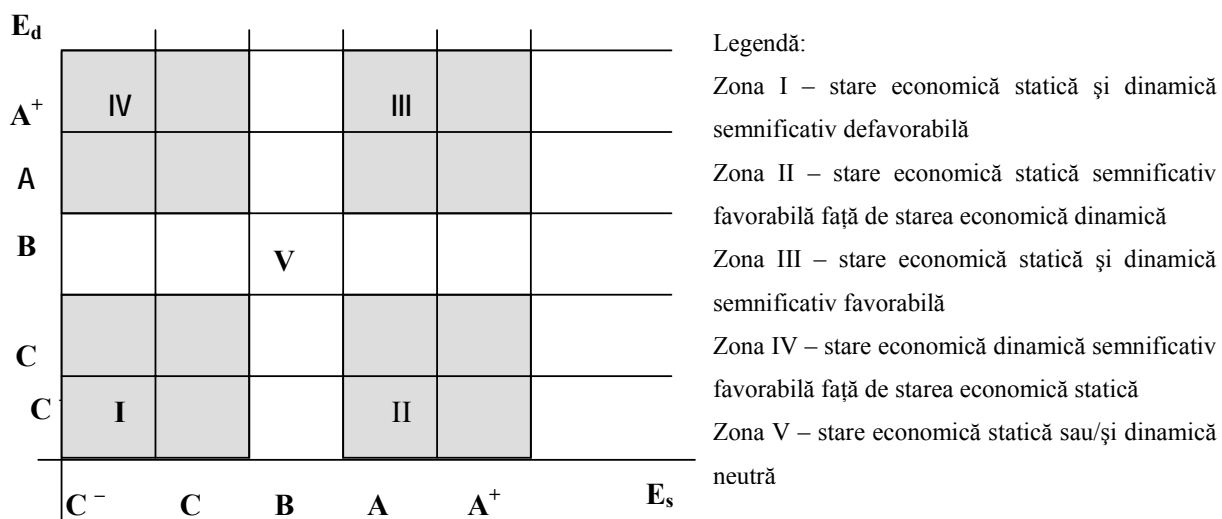 E_d
A⁺
A
B
C
C⁻
IV
III
V
I
II
C⁻ C B A A⁺ E_s
Legendă:
Zona I – stare economică statică şi dinamică
semnificativ defavorabilă
Zona II – stare economică statică semnificativ
favorabilă faţă de starea economică dinamică
Zona III – stare economică statică şi dinamică
semnificativ favorabilă
Zona IV – stare economică dinamică semnificativ
favorabilă faţă de starea economică statică
Zona V – stare economică statică sau/şi dinamică
neutră